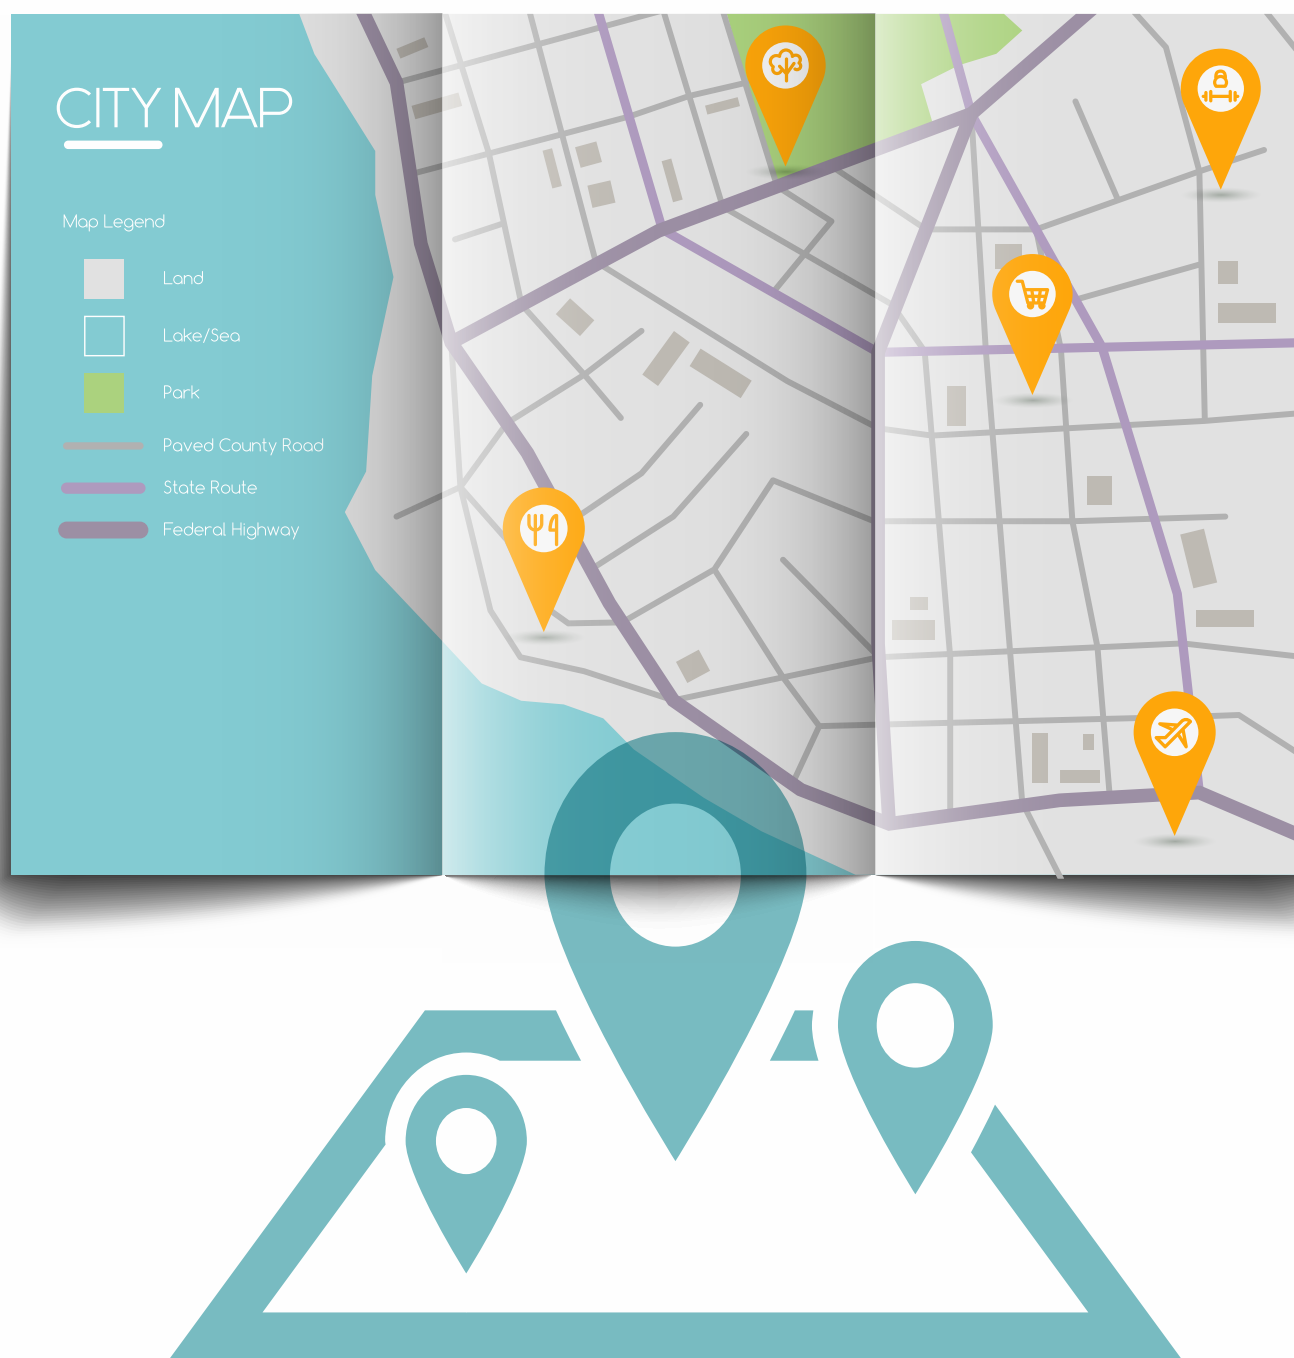 CITY MAP
Map Legend
Land
Lake/Sea
Park
Paved County Road
State Route
Federal Highway